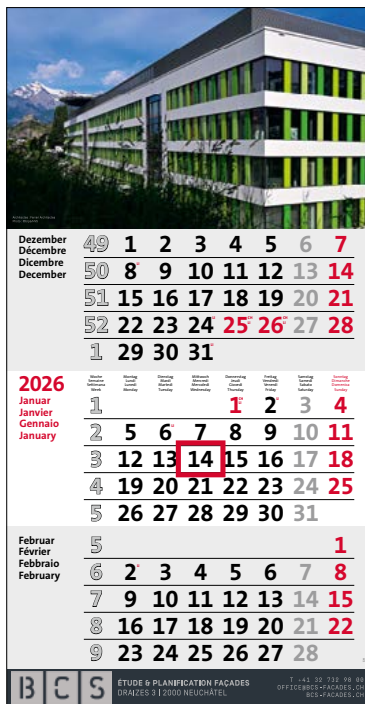 Dezember 49 1 2 3 4 5 6 7
Décembre
Dicembre 50 8 9 10 11 12 13 14
December
51 15 16 17 18 19 20 21
52 22 23 24 25 26 27 28
1 29 30 31
2026
Woche Montag Dienstag Mittwoch Donnerstag Freitag Samstag Sonntag
Semaine Lundi Mardi Mercredi Jeudi Vendredi Samedi Dimanche
Settimana Lunedì Martedì Mercoledì Giovedì Venerdì Sabato Domenica
Week Monday Tuesday Wednesday Thursday Friday Saturday Sunday
Januar 1 1 2 3 4
Janvier
Gennaio 2 5 6 7 8 9 10 11
January
3 12 13 14 15 16 17 18
4 19 20 21 22 23 24 25
5 26 27 28 29 30 31
Februar 5 1
Février
Febbraio 6 2 3 4 5 6 7 8
February
7 9 10 11 12 13 14 15
8 16 17 18 19 20 21 22
9 23 24 25 26 27 28
BCS
ÉTUDE & PLANIFICATION FAÇADES
DRAIZES 3 | 2000 NEUCHÂTEL
T +41 32 732 90 00
OFFICE@BCS-FACADES.CH
BCS-FACADES.CH